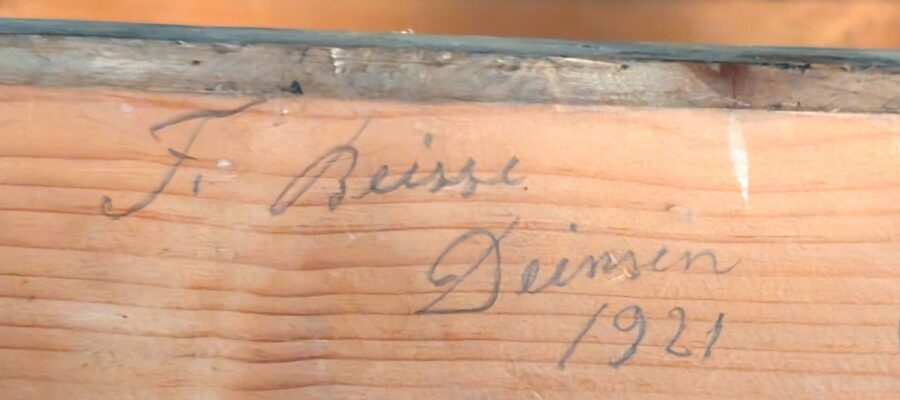 F. Beisse
Deinsen
1921